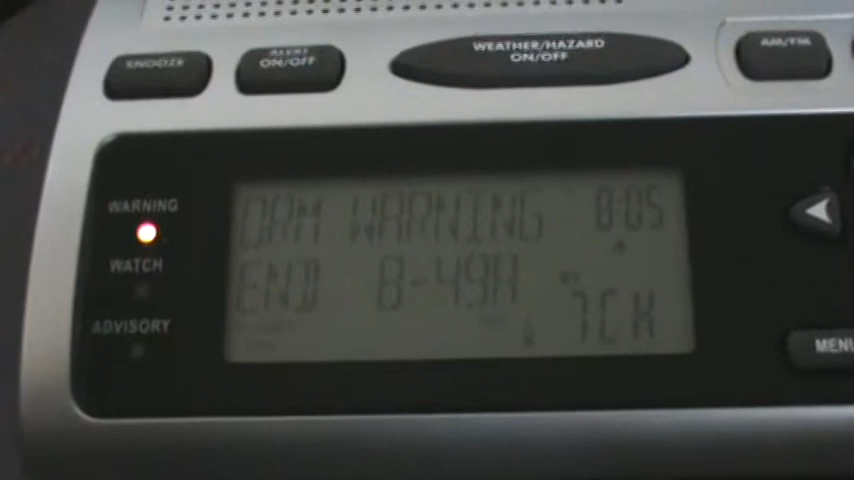 SNOOZE
ALERT
ON/OFF
WEATHER/HAZARD
ON/OFF
AM/FM
WARNING
WATCH
ADVISORY
ORM WARNING 8:05
END 8-49A
7CH
MENU